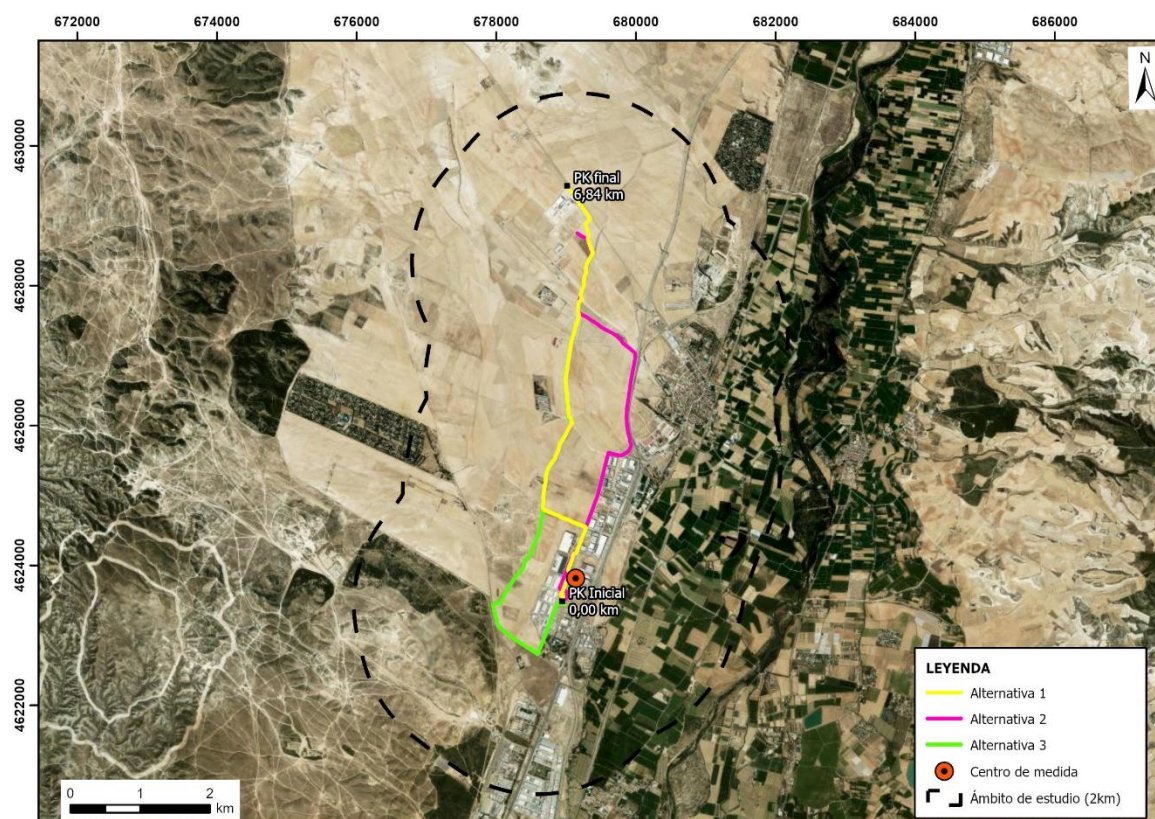 672000 674000 676000 678000 680000 682000 684000 686000
N
4630000
4628000
4626000
4624000
4622000
PK final
6,84 km
PK Inicial
0,00 km
LEYENDA
Alternativa 1
Alternativa 2
Alternativa 3
Centro de medida
Ámbito de estudio (2km)
0 1 2
km